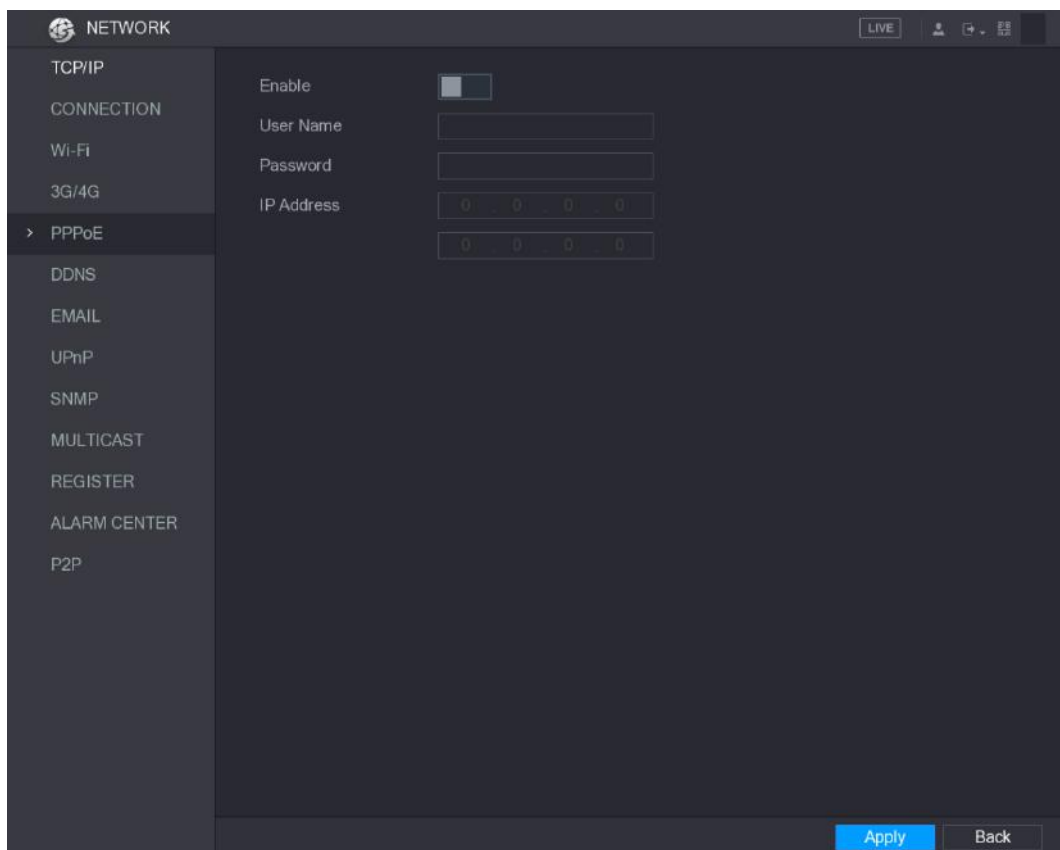 NETWORK
LIVE
TCP/IP
CONNECTION
Wi-Fi
3G/4G
PPPoE
DDNS
EMAIL
UPnP
SNMP
MULTICAST
REGISTER
ALARM CENTER
P2P
Enable
User Name
Password
IP Address
0 . 0 . 0 . 0
0 . 0 . 0 . 0
Apply
Back